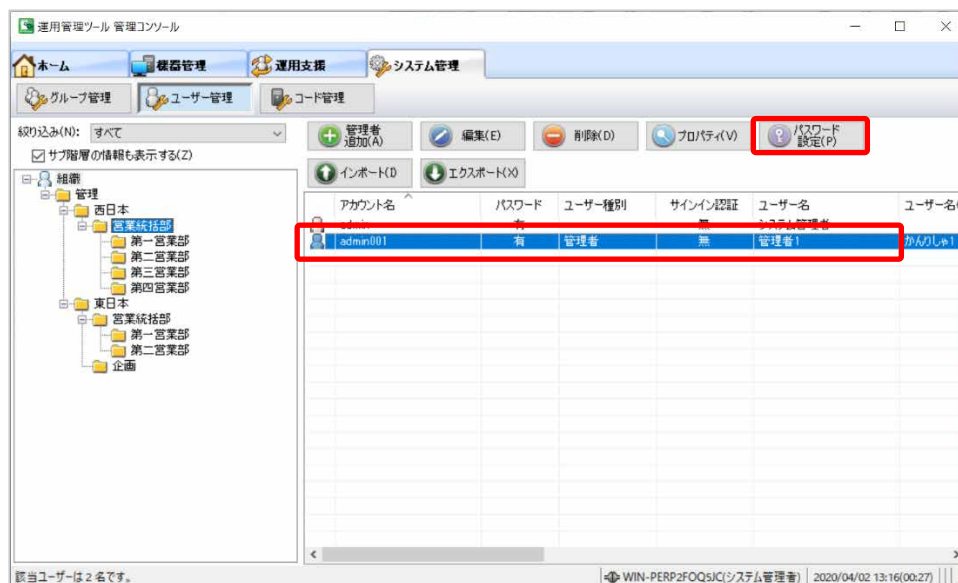 運用管理ツール 管理コンソール
ホーム 機器管理 運用支援 システム管理
グループ管理 ユーザー管理 コード管理
絞り込み(N): すべて
サブ階層の情報も表示する(Z)
管理者
追加(A) 編集(E) 削除(D) プロパティ(V) パスワード
設定(P)
インポート(I) エクスポート(X)
組織
管理
西日本
営業統括部
第一営業部
第二営業部
第三営業部
第四営業部
東日本
営業統括部
第一営業部
第二営業部
企画
アカウント名 パスワード ユーザー種別 サインイン認証 ユーザー名 ユーザー名(
admin 有 無 システム管理者
admin001 有 管理者 無 管理者1 かんりしゃ1
該当ユーザーは2名です。 WIN-PERP2FOQ5JC(システム管理者) 2020/04/02 13:16(00:27)